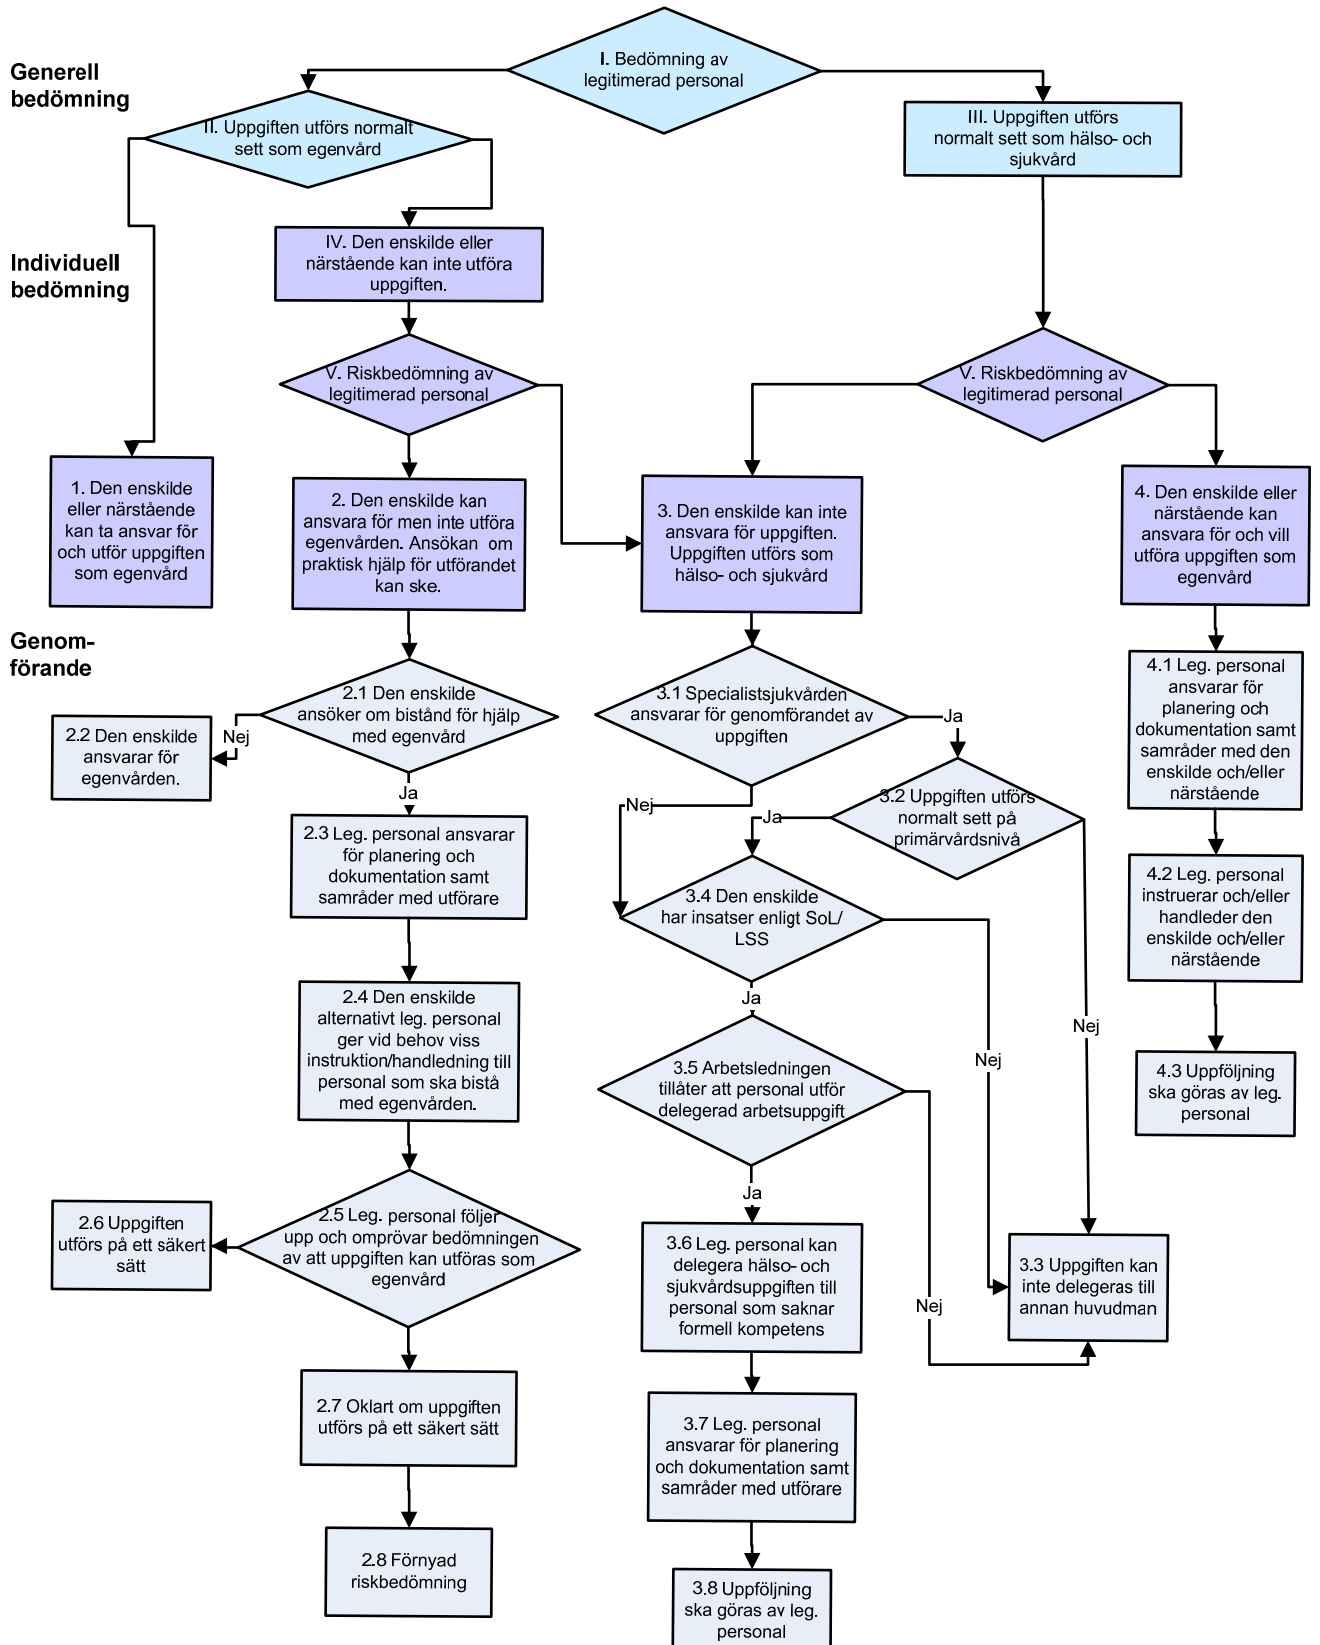 I. Bedömning av
legitimerad personal
Generell
bedömning
II. Uppgiften utförs normalt
sett som egenvård
III. Uppgiften utförs
normalt sett som hälso- och
sjukvård
Individuell
bedömning
IV. Den enskilde eller
närstående kan inte utföra
uppgiften.
V. Riskbedömning av
legitimerad personal
V. Riskbedömning av
legitimerad personal
1. Den enskilde
eller närstående
kan ta ansvar för
och utför uppgiften
som egenvård
2. Den enskilde kan
ansvara för men inte utföra
egenvården. Ansökan om
praktisk hjälp för utförandet
kan ske.
3. Den enskilde kan inte
ansvara för uppgiften.
Uppgiften utförs som
hälso- och sjukvård
4. Den enskilde eller
närstående kan
ansvara för och vill
utföra uppgiften som
egenvård
Genom-
förande
2.1 Den enskilde
ansöker om bistånd för hjälp
med egenvård
Nej
2.2 Den enskilde
ansvarar för
egenvården.
Ja
2.3 Leg. personal ansvarar
för planering och
dokumentation samt
samråder med utförare
2.4 Den enskilde
alternativt leg. personal
ger vid behov viss
instruktion/handledning till
personal som ska bistå
med egenvården.
2.5 Leg. personal följer
upp och omprövar bedömningen
av att uppgiften kan utföras som
egenvård
2.6 Uppgiften
utförs på ett säkert
sätt
2.7 Oklart om uppgiften
utförs på ett säkert sätt
2.8 Förnyad
riskbedömning
3.1 Specialistsjukvården
ansvarar för genomförandet av
uppgiften
Ja
Nej
3.2 Uppgiften utförs
normalt sett på
primärvårdsnivå
Ja
Nej
3.4 Den enskilde
har insatser enligt SoL/
LSS
Ja
Nej
3.5 Arbetsledningen
tillåter att personal utför
delegerad arbetsuppgift
Ja
Nej
3.3 Uppgiften kan
inte delegeras till
annan huvudman
3.6 Leg. personal kan
delegera hälso- och
sjukvårdsuppgiften till
personal som saknar
formell kompetens
3.7 Leg. personal
ansvarar för planering
och dokumentation samt
samråder med utförare
3.8 Uppföljning
ska göras av leg.
personal
4.1 Leg. personal
ansvarar för
planering och
dokumentation samt
samråder med den
enskilde och/eller
närstående
4.2 Leg. personal
instruerar och/eller
handleder den
enskilde och/eller
närstående
4.3 Uppföljning
ska göras av leg.
personal